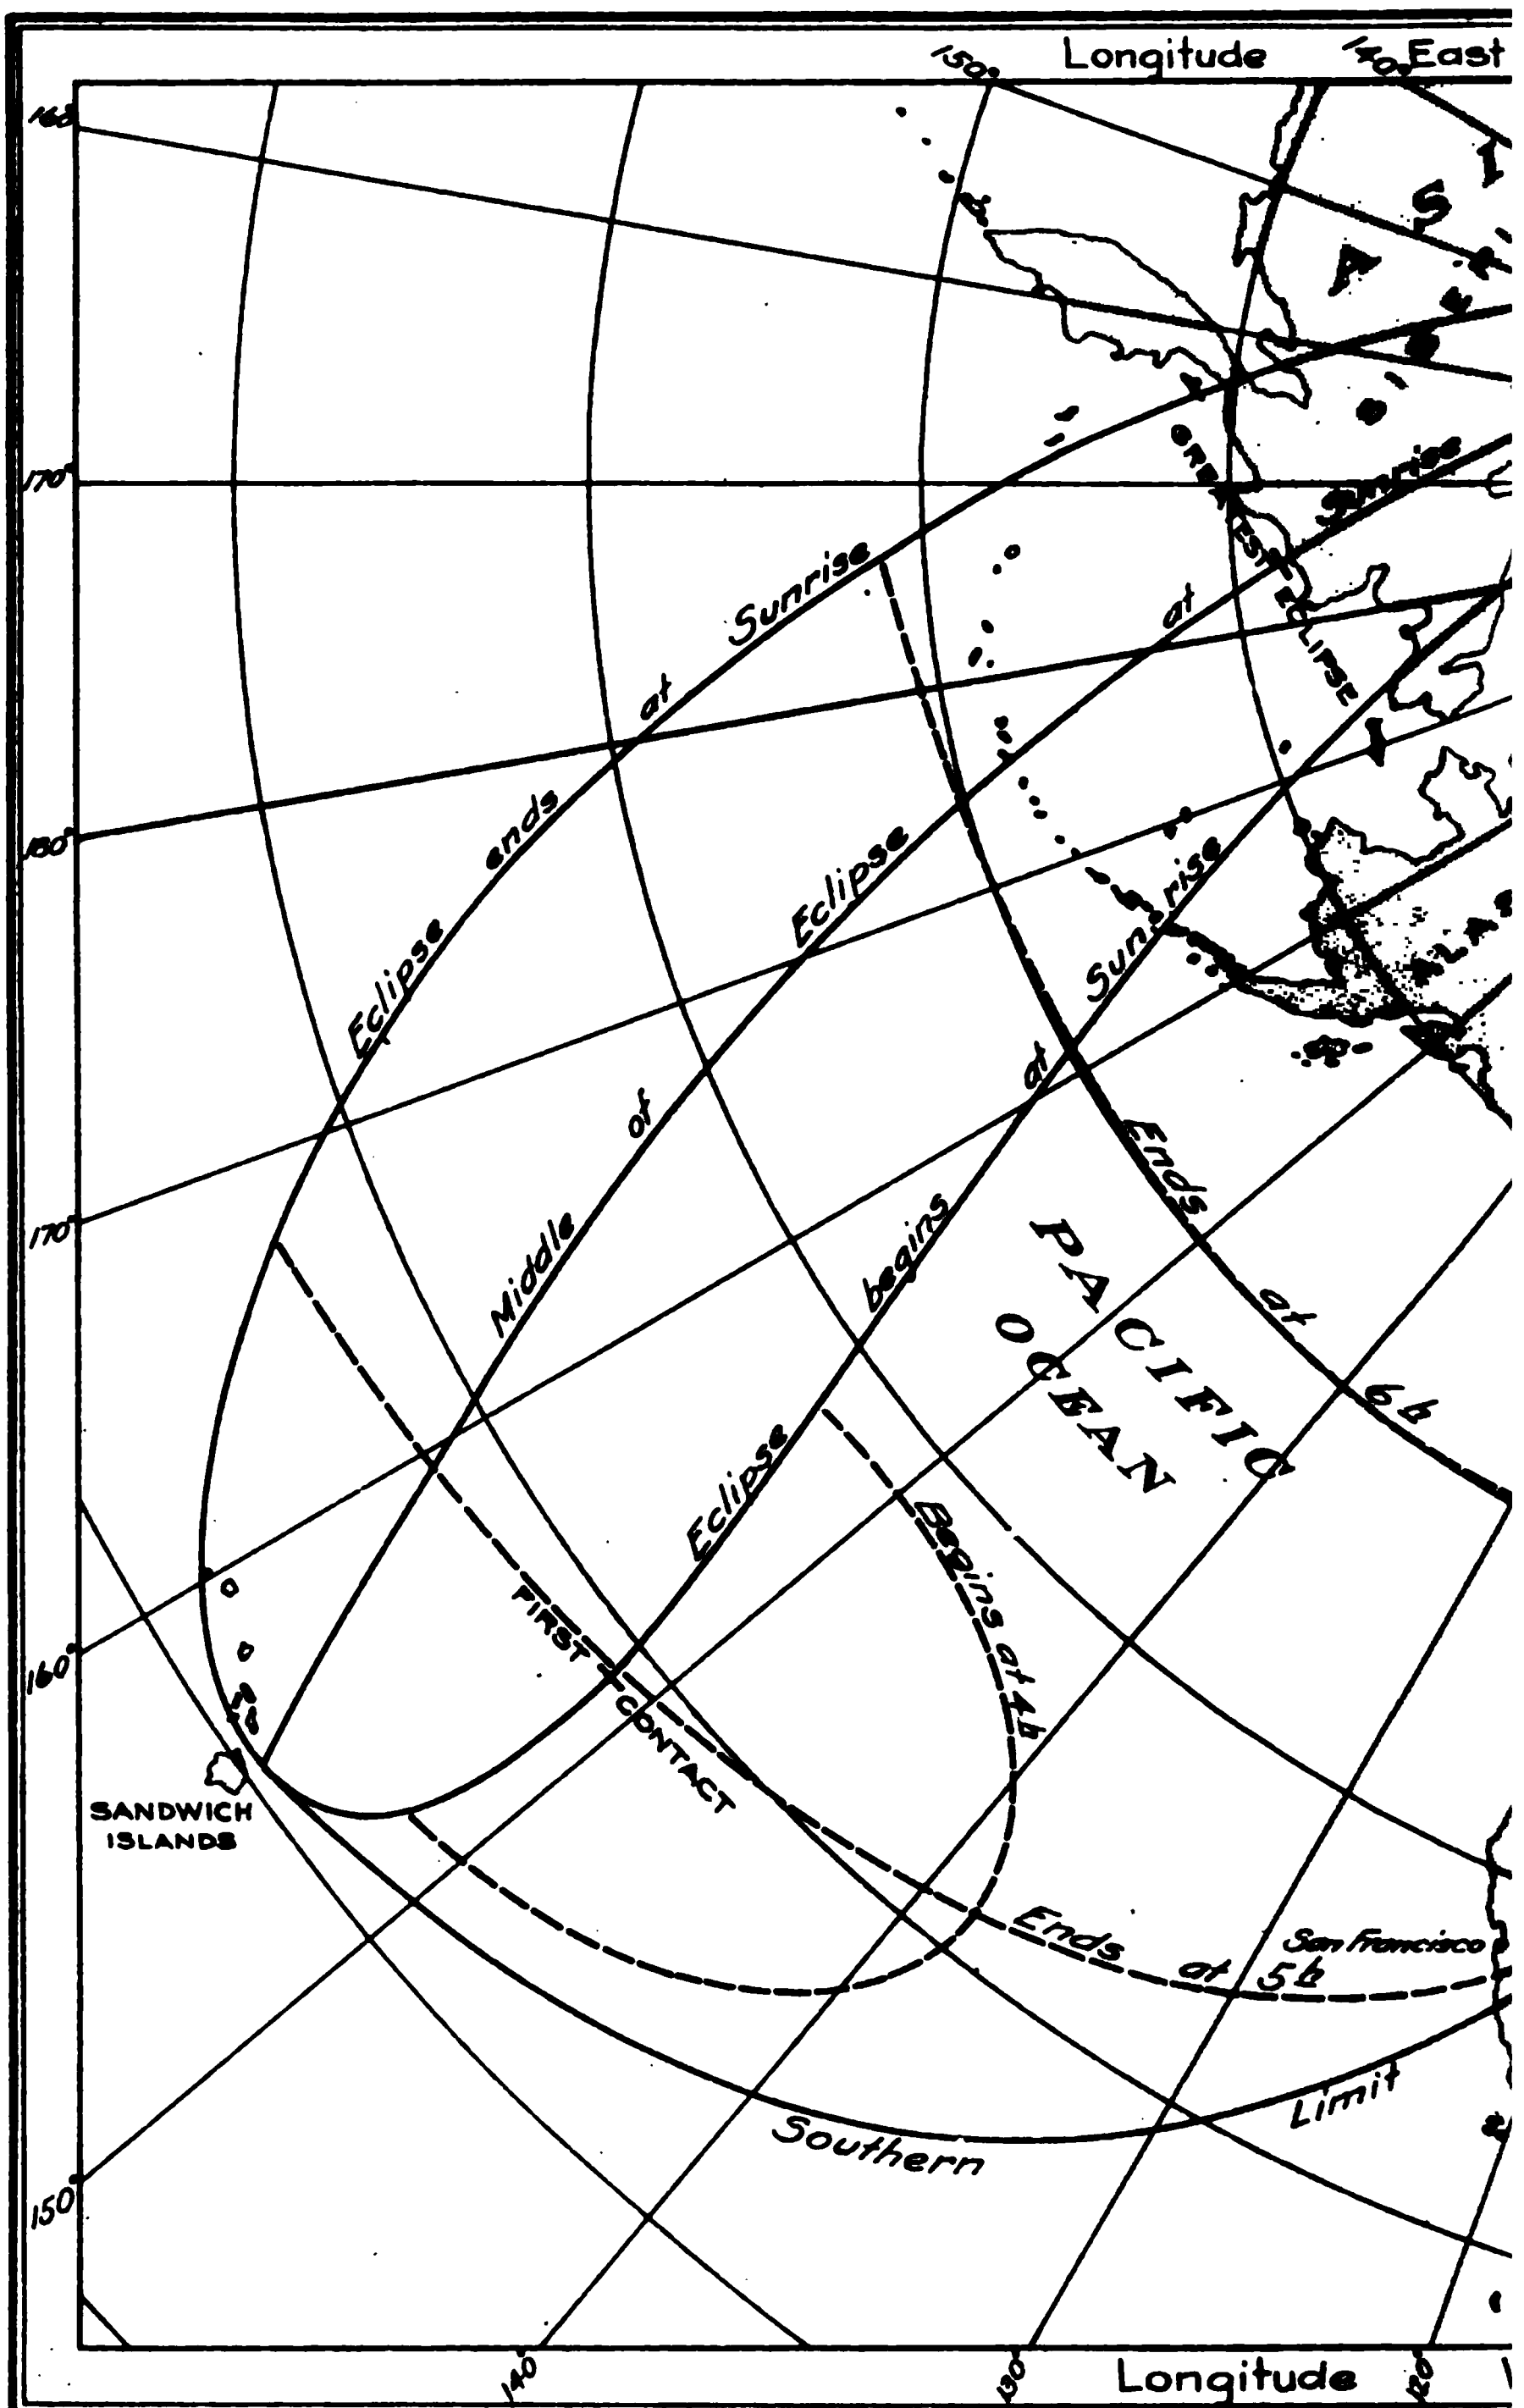 150° Longitude 140° East
160°
A S I
GREATEST ECLIPSE
170°
Eclipse ends at Sunrise
Middle of Eclipse at Sunrise
Eclipse begins at Sunrise
180°
170°
Ends at 6h
PACIFIC
OCEAN
FIRST CONTACT
Begins at 4h
160°
SANDWICH
ISLANDS
Ends at 5h
San Francisco
Southern Limit
150°
140 130 Longitude 120